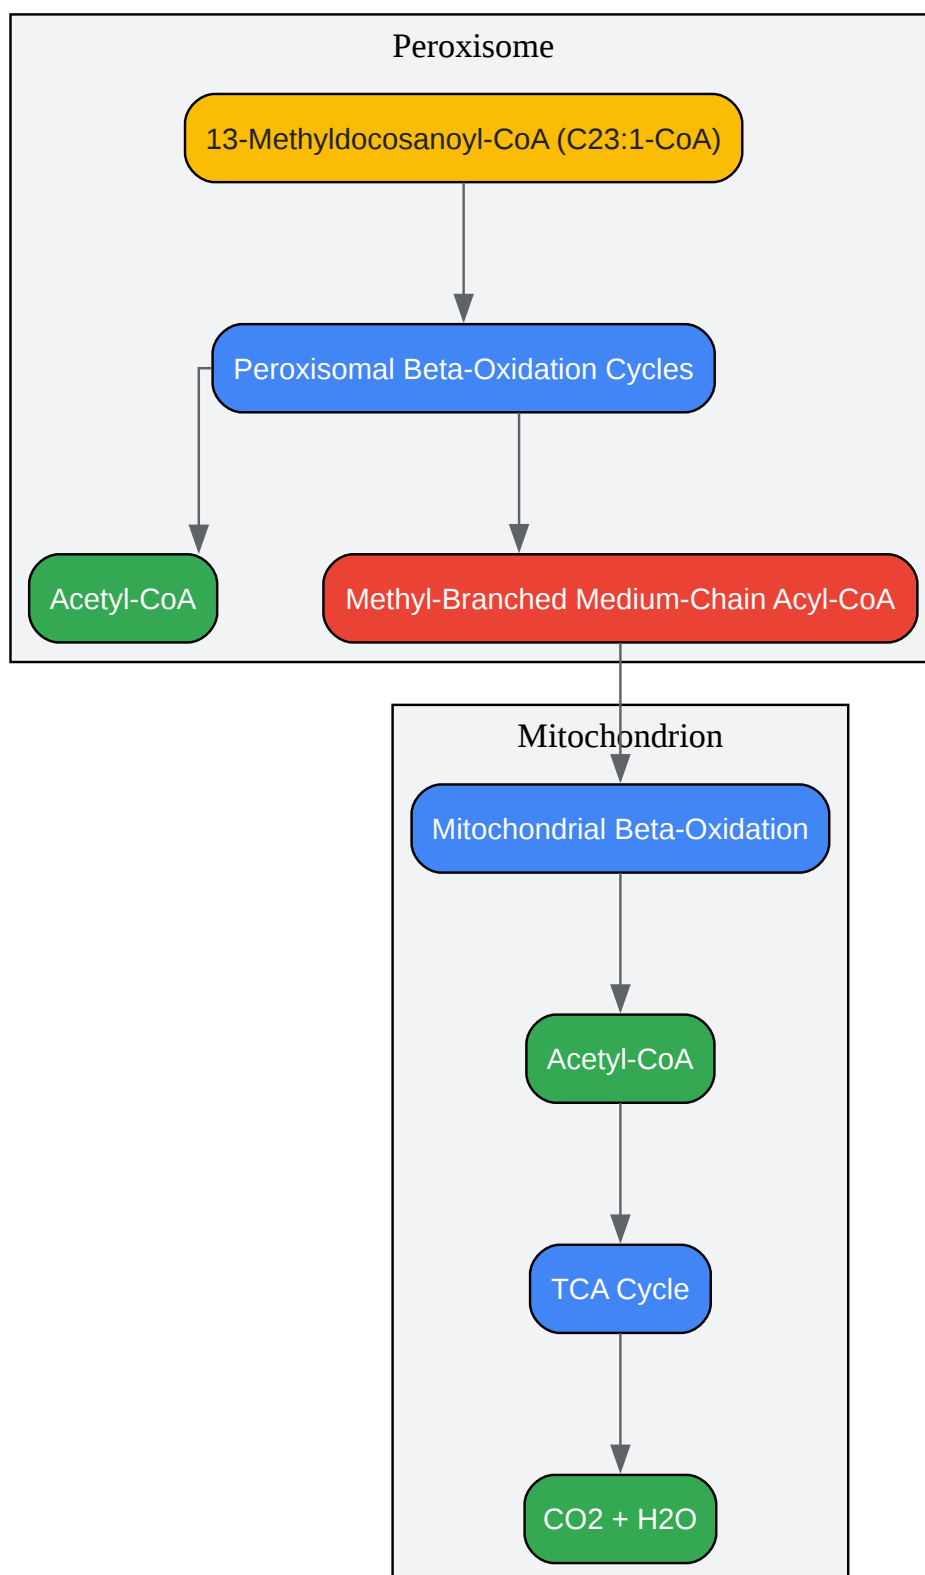 Peroxisome
13-Methyldocosanoyl-CoA (C23:1-CoA)
Peroxisomal Beta-Oxidation Cycles
Acetyl-CoA
Methyl-Branched Medium-Chain Acyl-CoA
Mitochondrion
Mitochondrial Beta-Oxidation
Acetyl-CoA
TCA Cycle
CO2 + H2O